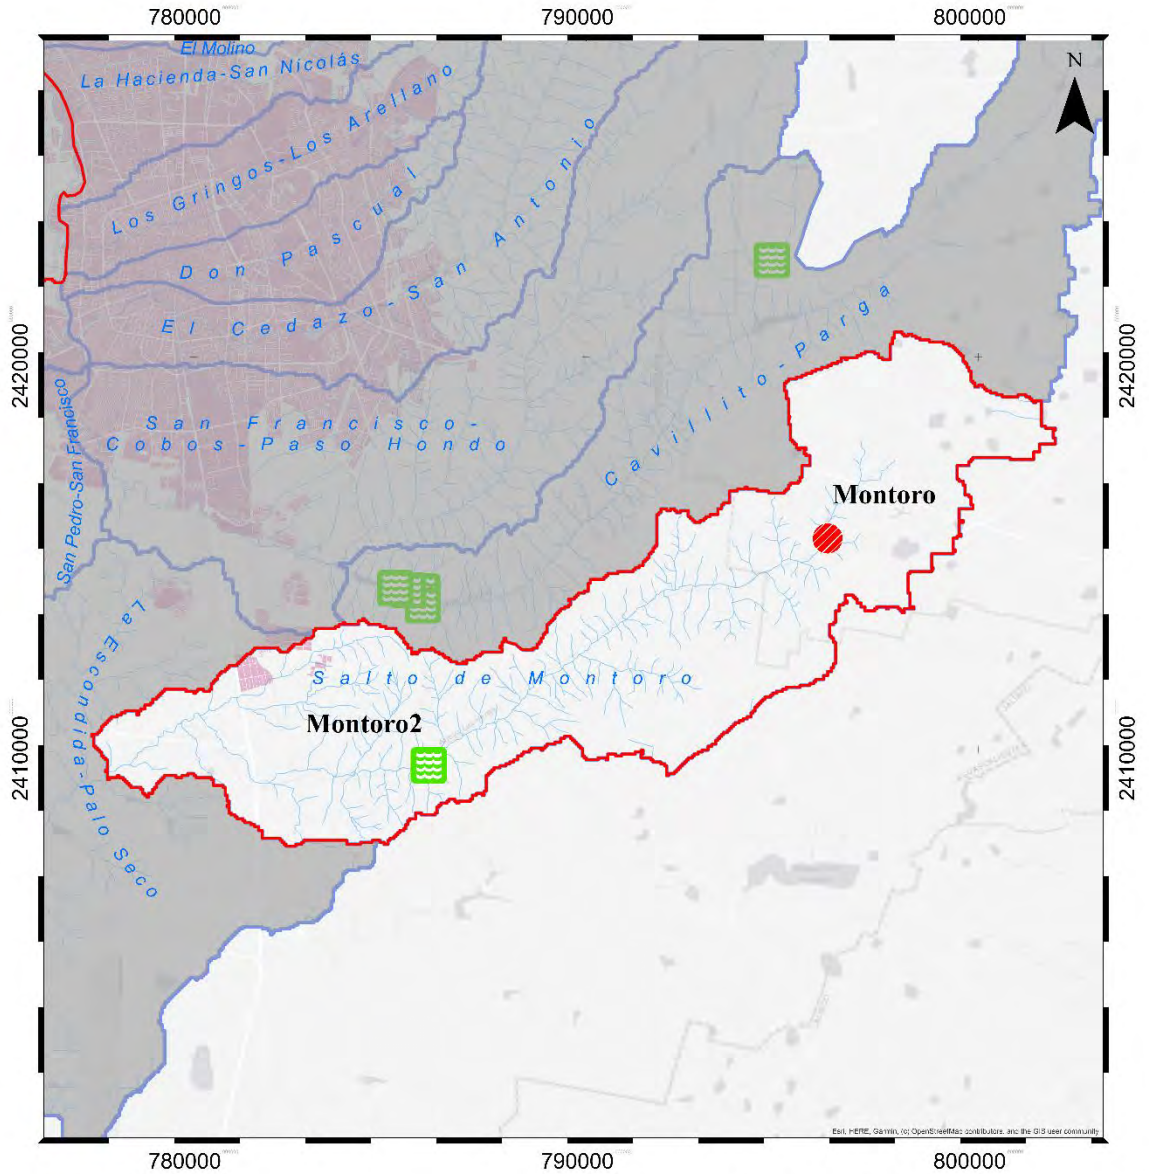 780000
790000
800000
El Molino
La Hacienda-San Nicolás
N
Los Gringos-Los Arellano
Don Pascual
El Cedazo-San Antonio
2420000
2420000
San Francisco-
Cobos-Paso Hondo
Cavillito-Parga
San Pedro-San Francisco
Montoro
La Escondida-Palo Seco
Salto de Montoro
Montoro2
2410000
2410000
Esri, HERE, Garmin, (c) OpenStreetMap contributors, and the GIS user community
780000
790000
800000